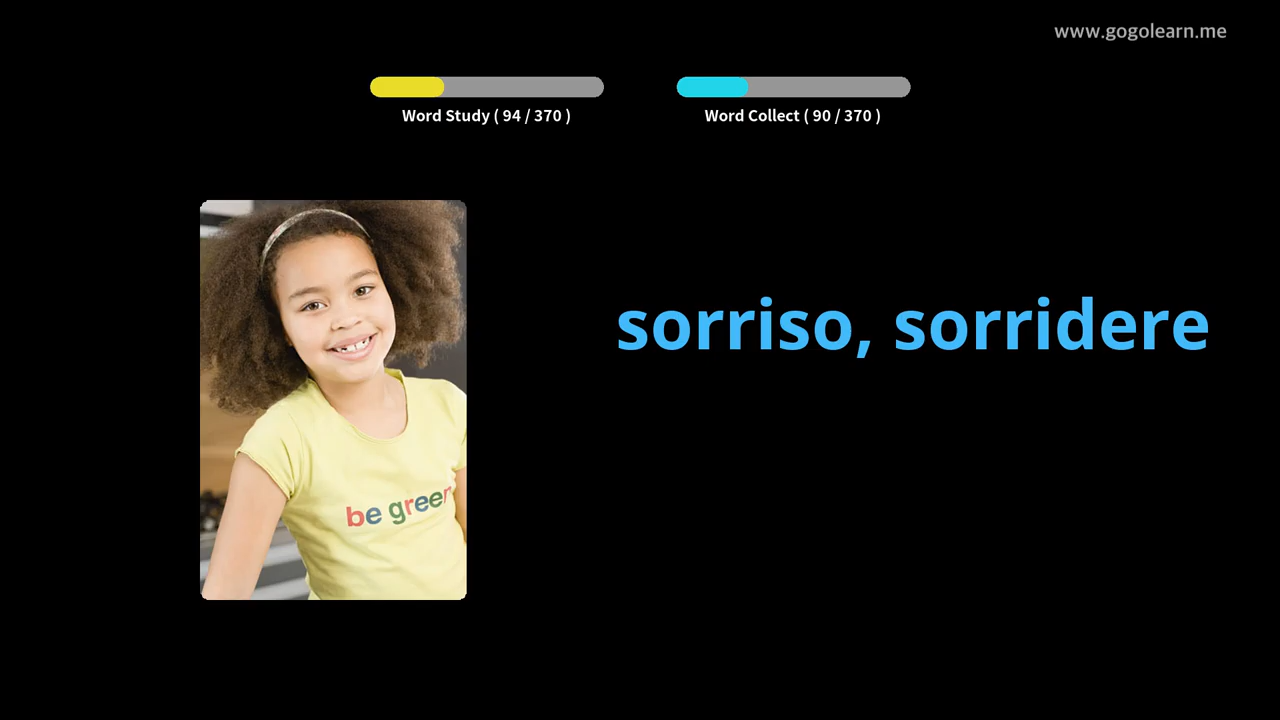 www.gogolearn.me
Word Study ( 94 / 370 )
Word Collect ( 90 / 370 )
sorriso, sorridere
be green